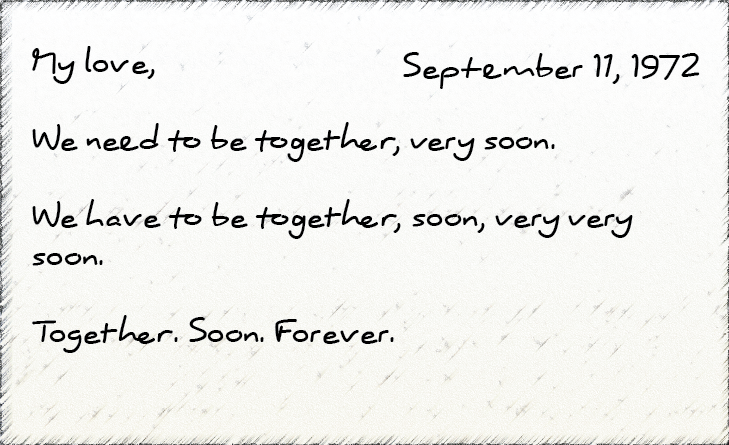 My love, September 11, 1972
We need to be together, very soon.
We have to be together, soon, very very
soon.
Together. Soon. Forever.